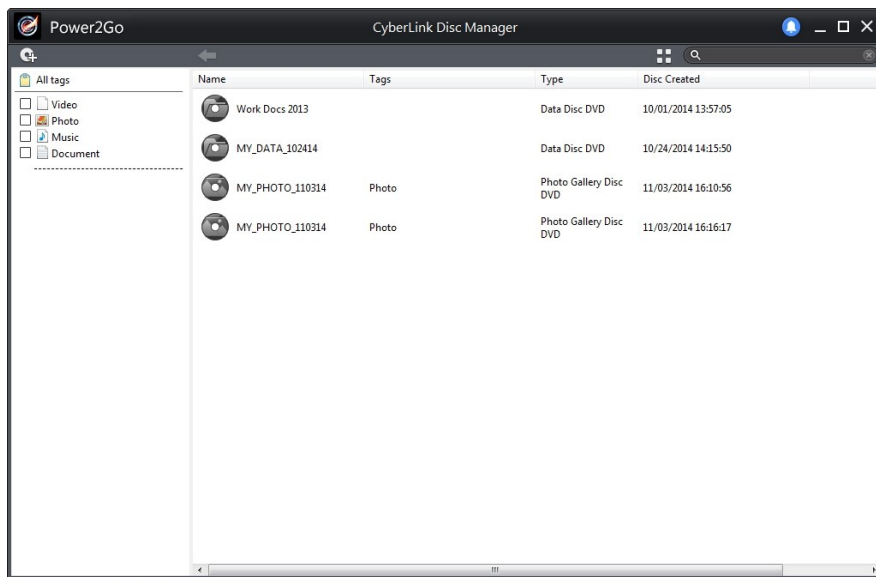 Power2Go CyberLink Disc Manager
All tags
Video
Photo
Music
Document
Name Tags Type Disc Created
Work Docs 2013 Data Disc DVD 10/01/2014 13:57:05
MY_DATA_102414 Data Disc DVD 10/24/2014 14:15:50
MY_PHOTO_110314 Photo Photo Gallery Disc DVD 11/03/2014 16:10:56
MY_PHOTO_110314 Photo Photo Gallery Disc DVD 11/03/2014 16:16:17